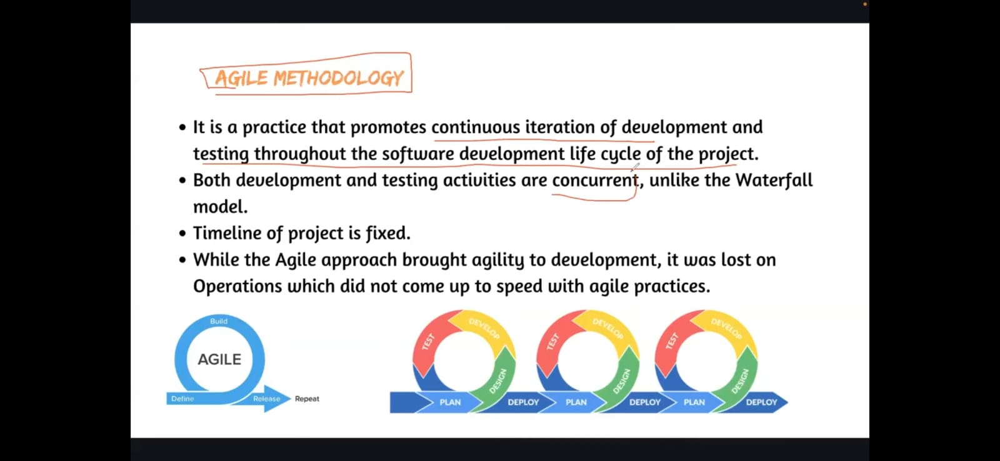 AGILE METHODOLOGY
• It is a practice that promotes continuous iteration of development and
testing throughout the software development life cycle of the project.
• Both development and testing activities are concurrent, unlike the Waterfall
model.
• Timeline of project is fixed.
• While the Agile approach brought agility to development, it was lost on
Operations which did not come up to speed with agile practices.
Build
AGILE
Define
Release
Repeat
TEST
DEVELOP
DESIGN
PLAN
DEPLOY
TEST
DEVELOP
DESIGN
PLAN
DEPLOY
TEST
DEVELOP
DESIGN
PLAN
DEPLOY